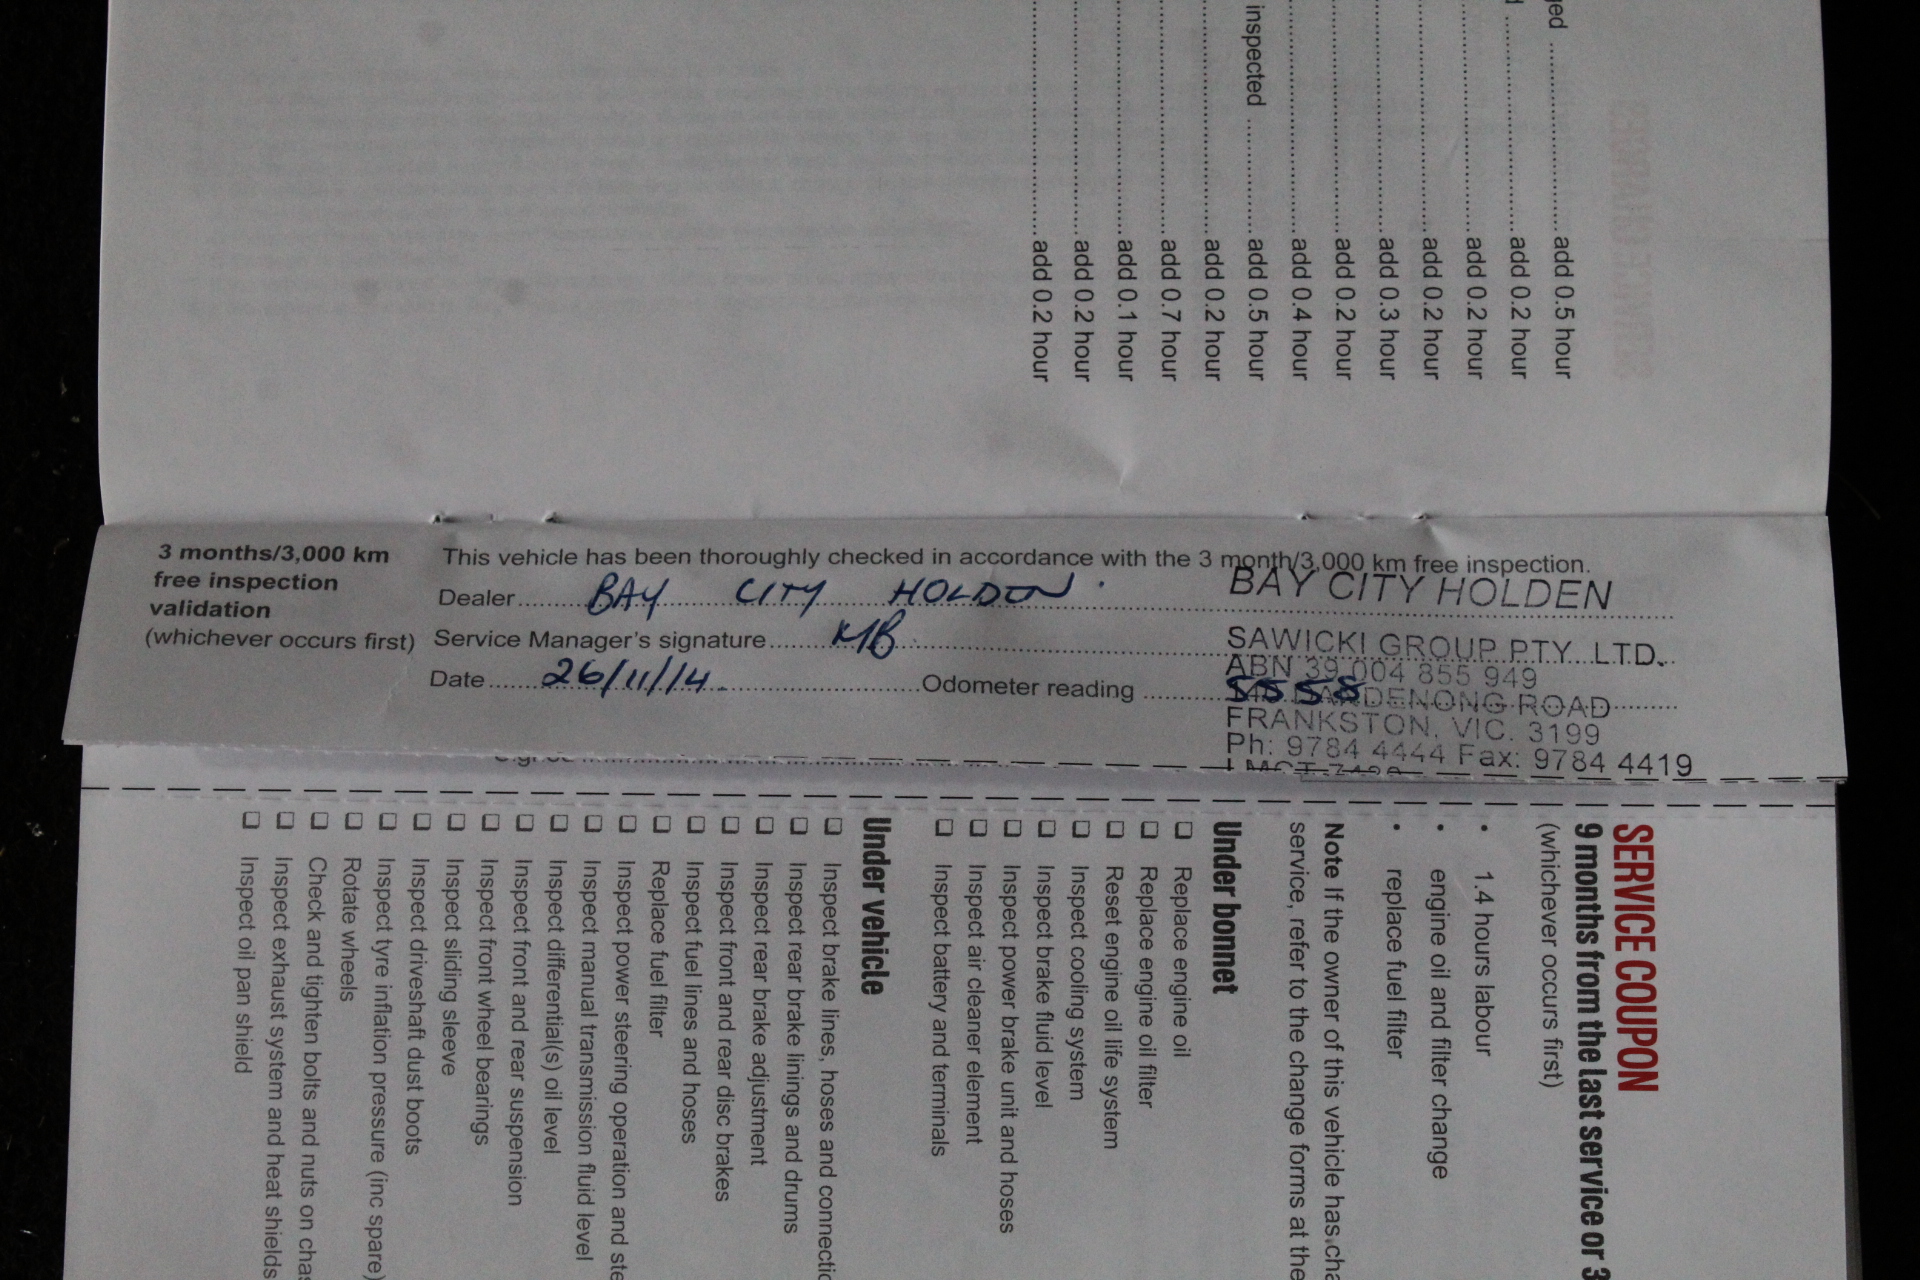 ged .......... add 0.5 hour
.......... add 0.2 hour
.......... add 0.2 hour
.......... add 0.2 hour
.......... add 0.3 hour
.......... add 0.2 hour
.......... add 0.4 hour
inspected .......... add 0.5 hour
.......... add 0.2 hour
.......... add 0.7 hour
.......... add 0.1 hour
.......... add 0.2 hour
.......... add 0.2 hour
3 months/3,000 km
free inspection
validation
(whichever occurs first)
This vehicle has been thoroughly checked in accordance with the 3 month/3,000 km free inspection.
Dealer BAY CITY HOLDEN
Service Manager's signature MB
Date 26/11/14 Odometer reading
BAY CITY HOLDEN
SAWICKI GROUP PTY. LTD.
ABN 39 004 855 949
DANDENONG ROAD
FRANKSTON, VIC. 3199
Ph: 9784 4444 Fax: 9784 4419
SERVICE COUPON
9 months from the last service or 3
(whichever occurs first)
• 1.4 hours labour
• engine oil and filter change
• replace fuel filter
Note If the owner of this vehicle has cha
service, refer to the change forms at the
Under bonnet
❑ Replace engine oil
❑ Replace engine oil filter
❑ Reset engine oil life system
❑ Inspect cooling system
❑ Inspect brake fluid level
❑ Inspect power brake unit and hoses
❑ Inspect air cleaner element
❑ Inspect battery and terminals
Under vehicle
❑ Inspect brake lines, hoses and connectio
❑ Inspect rear brake linings and drums
❑ Inspect rear brake adjustment
❑ Inspect front and rear disc brakes
❑ Inspect fuel lines and hoses
❑ Replace fuel filter
❑ Inspect power steering operation and ste
❑ Inspect manual transmission fluid level
❑ Inspect differential(s) oil level
❑ Inspect front and rear suspension
❑ Inspect front wheel bearings
❑ Inspect sliding sleeve
❑ Inspect driveshaft dust boots
❑ Inspect tyre inflation pressure (inc spare)
❑ Rotate wheels
❑ Check and tighten bolts and nuts on chas
❑ Inspect exhaust system and heat shields
❑ Inspect oil pan shield